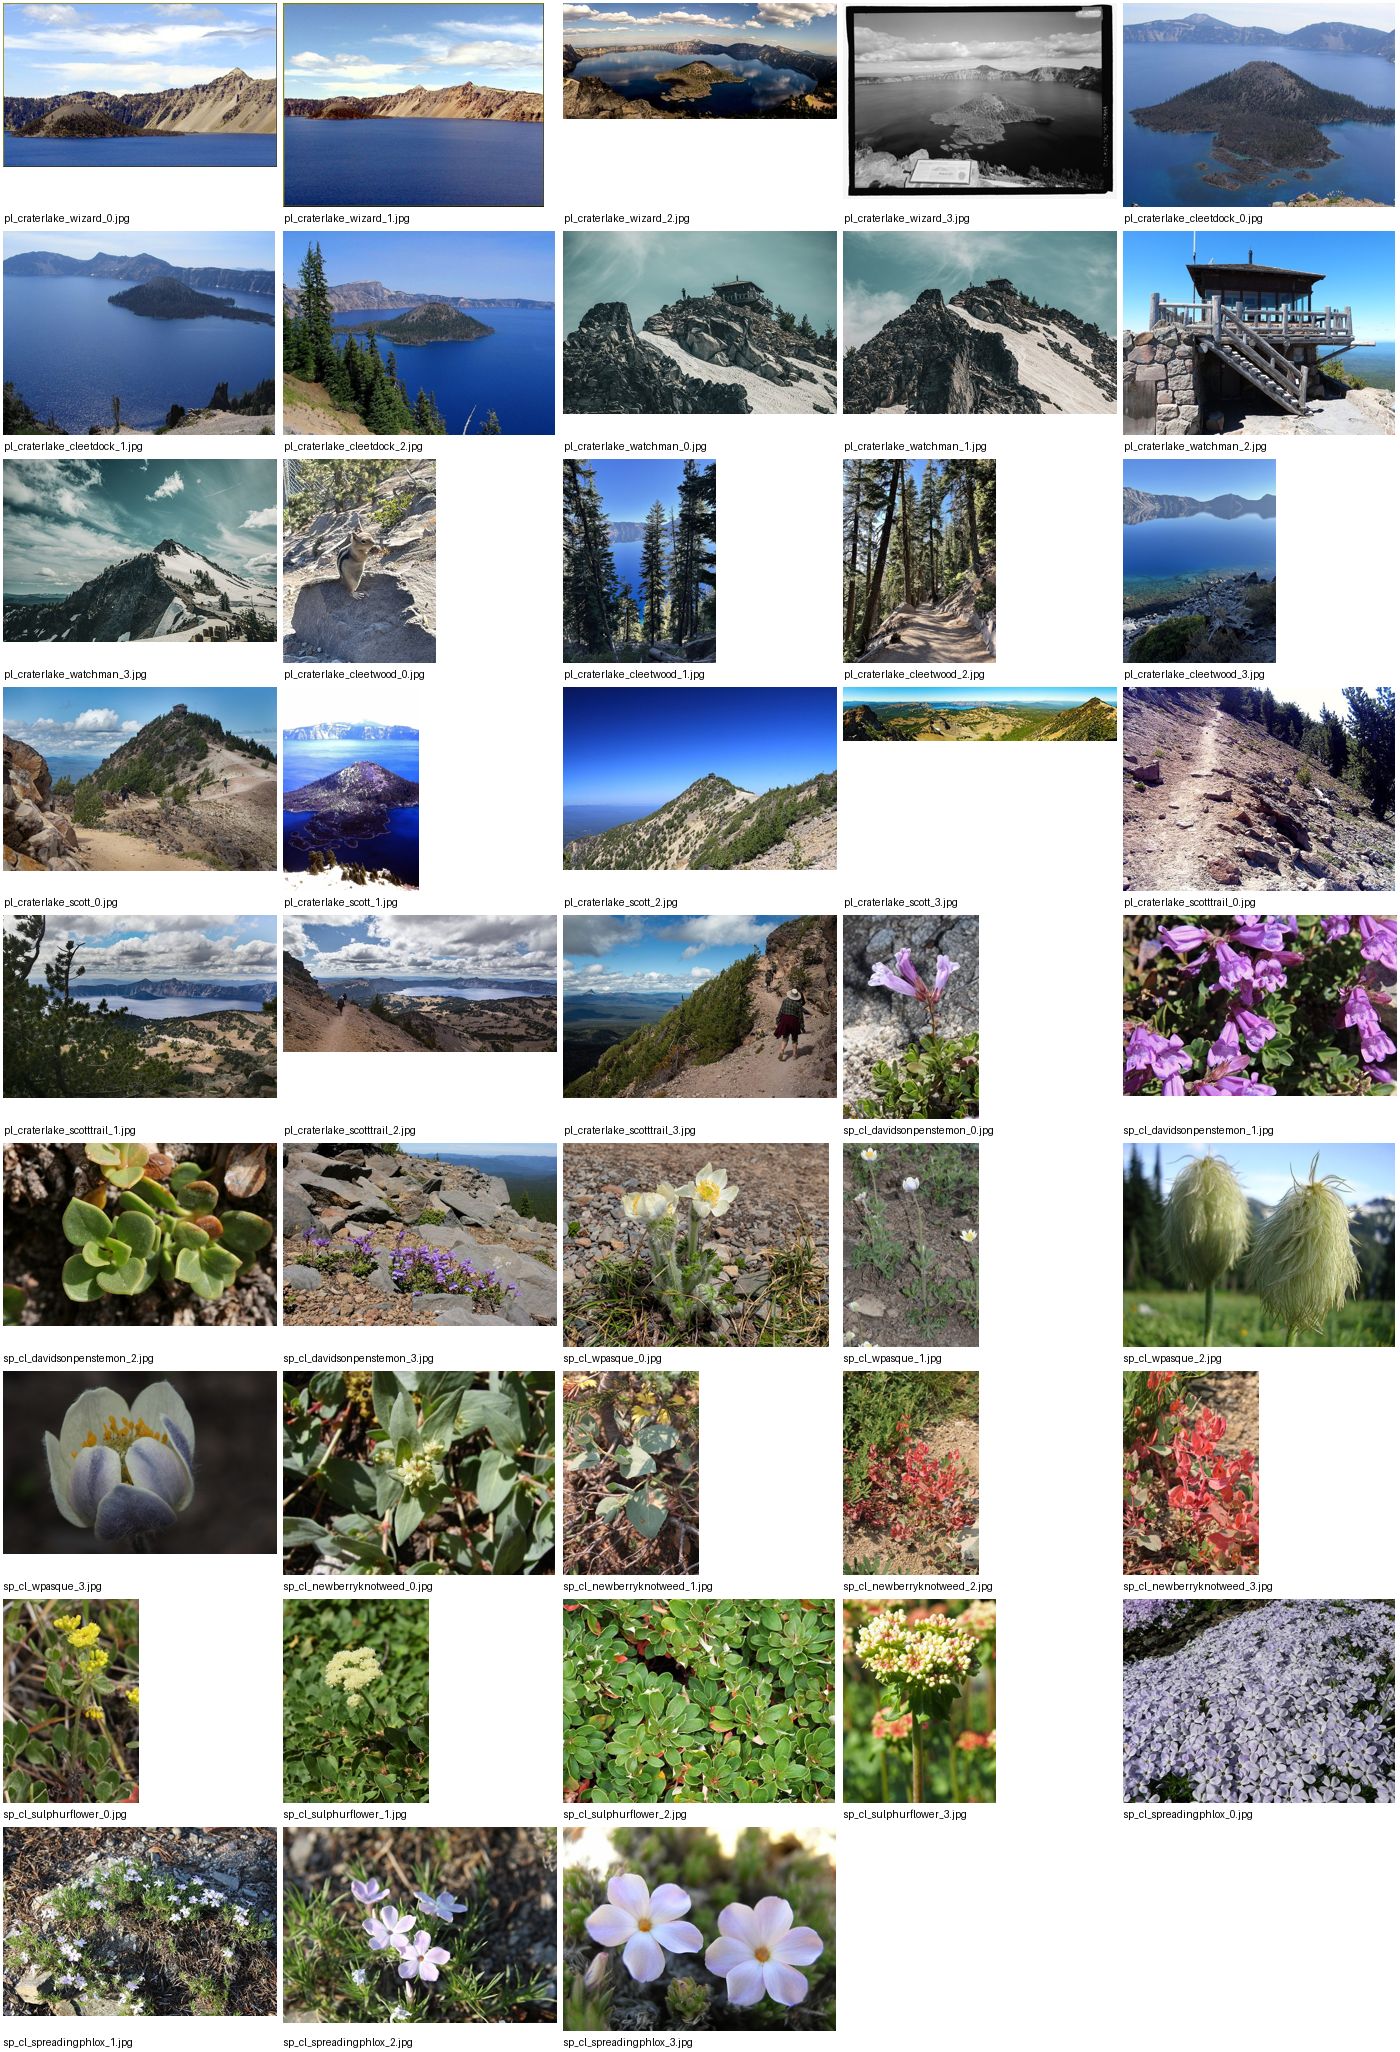 pl_craterlake_wizard_0.jpg
pl_craterlake_wizard_1.jpg
pl_craterlake_wizard_2.jpg
pl_craterlake_wizard_3.jpg
pl_craterlake_cleetdock_0.jpg
pl_craterlake_cleetdock_1.jpg
pl_craterlake_cleetdock_2.jpg
pl_craterlake_watchman_0.jpg
pl_craterlake_watchman_1.jpg
pl_craterlake_watchman_2.jpg
pl_craterlake_watchman_3.jpg
pl_craterlake_cleetwood_0.jpg
pl_craterlake_cleetwood_1.jpg
pl_craterlake_cleetwood_2.jpg
pl_craterlake_cleetwood_3.jpg
pl_craterlake_scott_0.jpg
pl_craterlake_scott_1.jpg
pl_craterlake_scott_2.jpg
pl_craterlake_scott_3.jpg
pl_craterlake_scotttrail_0.jpg
pl_craterlake_scotttrail_1.jpg
pl_craterlake_scotttrail_2.jpg
pl_craterlake_scotttrail_3.jpg
sp_cl_davidsonpenstemon_0.jpg
sp_cl_davidsonpenstemon_1.jpg
sp_cl_davidsonpenstemon_2.jpg
sp_cl_davidsonpenstemon_3.jpg
sp_cl_wpasque_0.jpg
sp_cl_wpasque_1.jpg
sp_cl_wpasque_2.jpg
sp_cl_wpasque_3.jpg
sp_cl_newberryknotweed_0.jpg
sp_cl_newberryknotweed_1.jpg
sp_cl_newberryknotweed_2.jpg
sp_cl_newberryknotweed_3.jpg
sp_cl_sulphurflower_0.jpg
sp_cl_sulphurflower_1.jpg
sp_cl_sulphurflower_2.jpg
sp_cl_sulphurflower_3.jpg
sp_cl_spreadingphlox_0.jpg
sp_cl_spreadingphlox_1.jpg
sp_cl_spreadingphlox_2.jpg
sp_cl_spreadingphlox_3.jpg